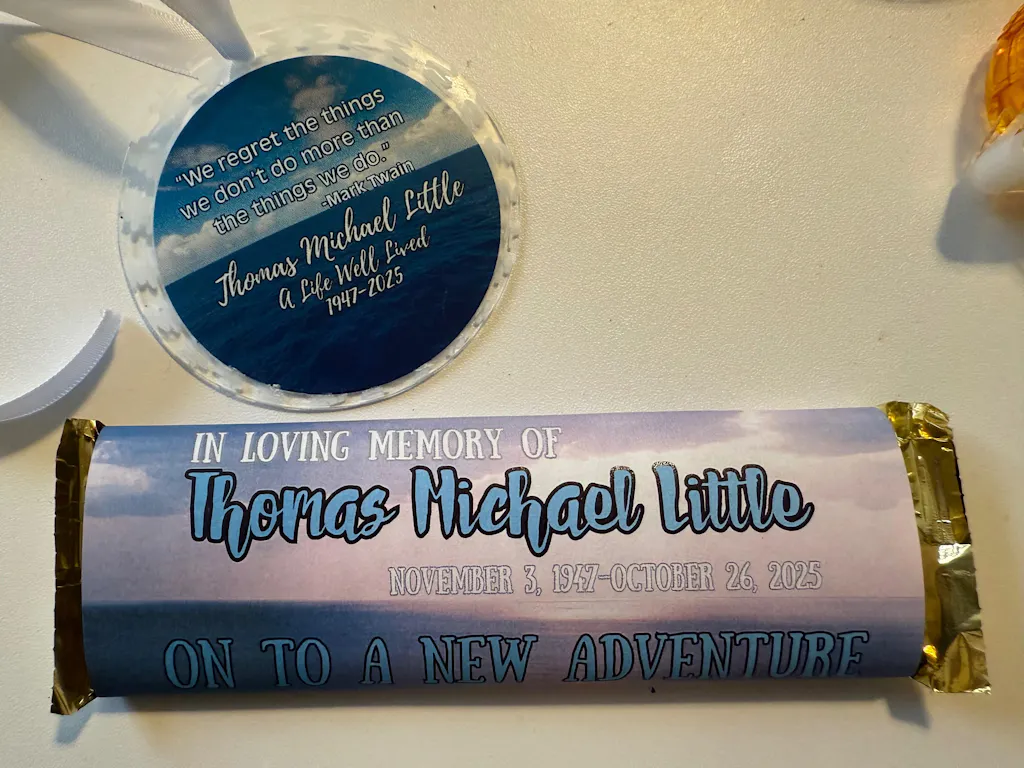 "We regret the things
we don't do more than
the things we do."
-Mark Twain
Thomas Michael Little
A Life Well Lived
1947-2025
IN LOVING MEMORY OF
Thomas Michael Little
NOVEMBER 3, 1947-OCTOBER 26, 2025
ON TO A NEW ADVENTURE